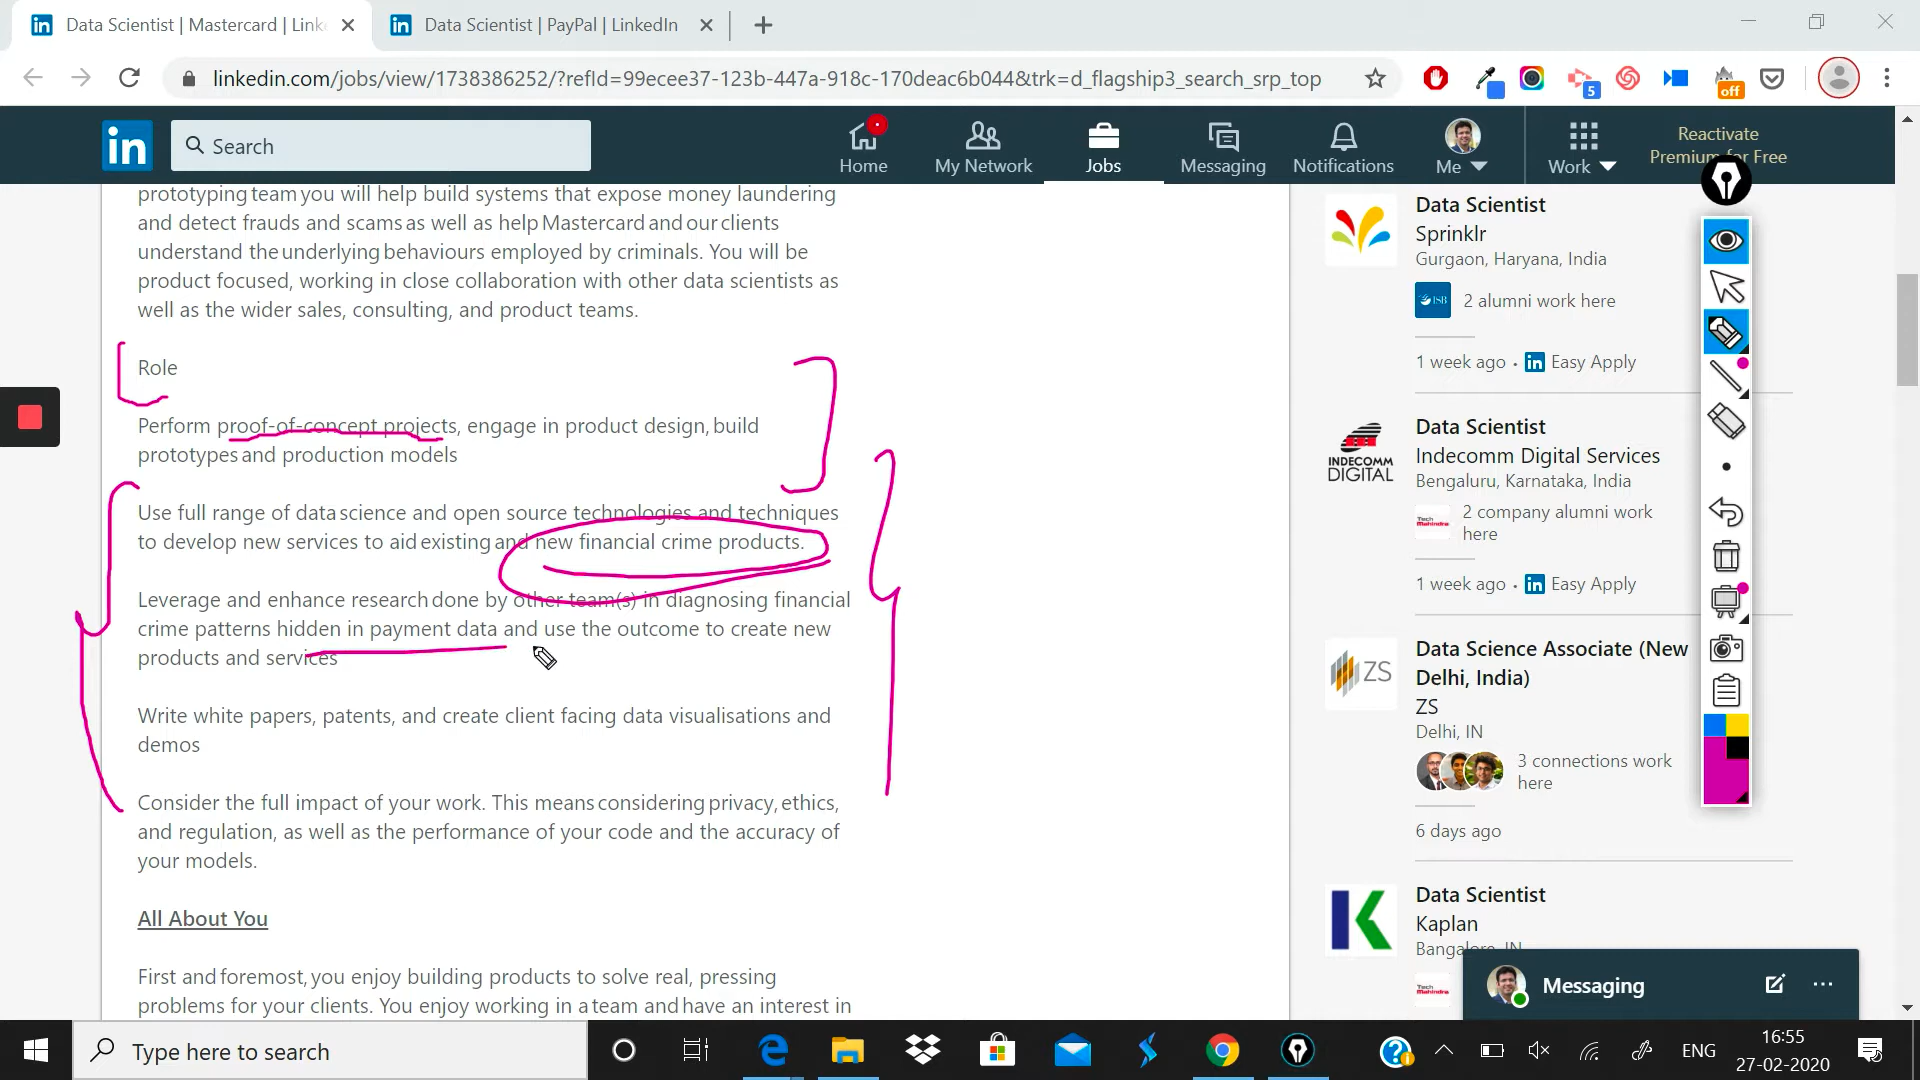 Data Scientist | Mastercard | Link
Data Scientist | PayPal | LinkedIn
linkedin.com/jobs/view/1738386252/?refId=99ecee37-123b-447a-918c-170deac6b044&trk=d_flagship3_search_srp_top
5
off
in
Search
Home
My Network
Jobs
Messaging
Notifications
Me
Work
Reactivate
Premium for Free
prototyping team you will help build systems that expose money laundering
and detect frauds and scams as well as help Mastercard and our clients
understand the underlying behaviours employed by criminals. You will be
product focused, working in close collaboration with other data scientists as
well as the wider sales, consulting, and product teams.
Role
Perform proof-of-concept projects, engage in product design, build
prototypes and production models
Use full range of data science and open source technologies and techniques
to develop new services to aid existing and new financial crime products.
Leverage and enhance research done by other team(s) in diagnosing financial
crime patterns hidden in payment data and use the outcome to create new
products and services
Write white papers, patents, and create client facing data visualisations and
demos
Consider the full impact of your work. This means considering privacy, ethics,
and regulation, as well as the performance of your code and the accuracy of
your models.
All About You
First and foremost, you enjoy building products to solve real, pressing
problems for your clients. You enjoy working in a team and have an interest in
Data Scientist
Sprinklr
Gurgaon, Haryana, India
ISB
2 alumni work here
1 week ago · in Easy Apply
Data Scientist
INDECOMM
DIGITAL
Indecomm Digital Services
Bengaluru, Karnataka, India
Tech
Mahindra
2 company alumni work
here
1 week ago · in Easy Apply
Data Science Associate (New
Delhi, India)
ZS
ZS
Delhi, IN
3 connections work
here
6 days ago
Data Scientist
Kaplan
Bangalore, IN
Tech
Mahindra
Messaging
Type here to search
ENG
16:55
27-02-2020